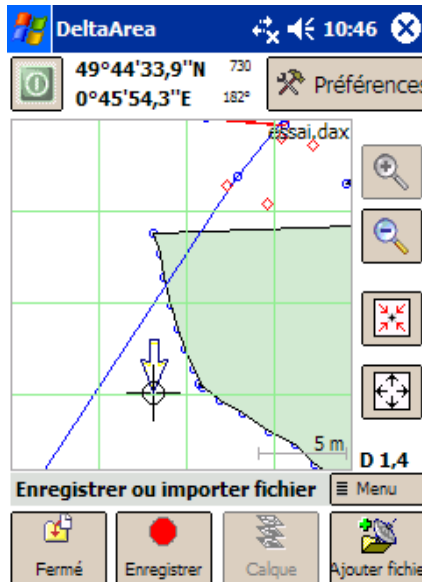 DeltaArea 10:46
49°44'33,9"N 730
0°45'54,3"E 182°
Préférences
essai.dax
5 m
D 1,4
Enregistrer ou importer fichier
Menu
Fermé Enregistrer Calque Ajouter fichie